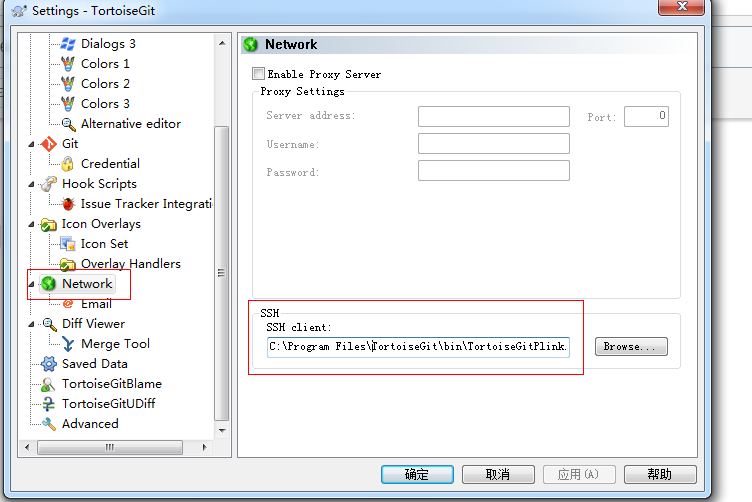 Settings - TortoiseGit
Dialogs 3
Colors 1
Colors 2
Colors 3
Alternative editor
Git
Credential
Hook Scripts
Issue Tracker Integrati
Icon Overlays
Icon Set
Overlay Handlers
Network
Email
Diff Viewer
Merge Tool
Saved Data
TortoiseGitBlame
TortoiseGitUDiff
Advanced
Network
Enable Proxy Server
Proxy Settings
Server address:
Port: 0
Username:
Password:
SSH
SSH client:
C:\Program Files\TortoiseGit\bin\TortoiseGitPlink.
Browse...
确定 取消 应用(A) 帮助